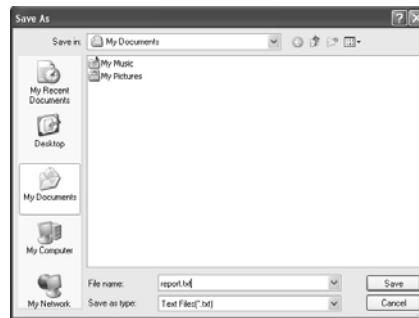 Save As
Save in:
My Documents
My Music
My Pictures
My Recent
Documents
Desktop
My Documents
My Computer
My Network
File name:
report.txt
Save
Save as type:
Text Files(*.txt)
Cancel